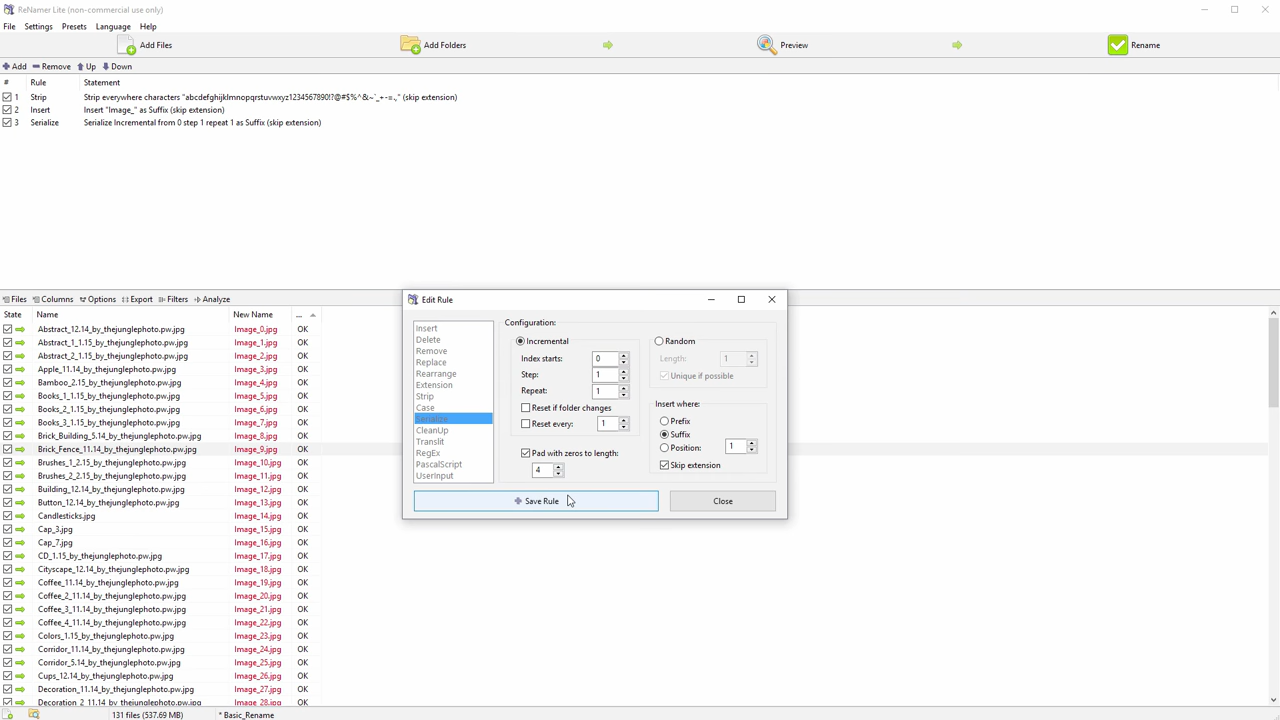 ReNamer Lite (non-commercial use only)
File Settings Presets Language Help
Add Files Add Folders Preview Rename
Add Remove Up Down
# Rule Statement
1 Strip Strip everywhere characters "abcdefghijklmnopqrstuvwxyz1234567890!?@#$%^&~`_+-=.," (skip extension)
2 Insert Insert "Image_" as Suffix (skip extension)
3 Serialize Serialize Incremental from 0 step 1 repeat 1 as Suffix (skip extension)
Files Columns Options Export Filters Analyze
State Name New Name ...
Abstract_12.14_by_thejunglephoto.pw.jpg Image_0.jpg OK
Abstract_1_1.15_by_thejunglephoto.pw.jpg Image_1.jpg OK
Abstract_2_1.15_by_thejunglephoto.pw.jpg Image_2.jpg OK
Apple_11.14_by_thejunglephoto.pw.jpg Image_3.jpg OK
Bamboo_2.15_by_thejunglephoto.pw.jpg Image_4.jpg OK
Books_1_1.15_by_thejunglephoto.pw.jpg Image_5.jpg OK
Books_2_1.15_by_thejunglephoto.pw.jpg Image_6.jpg OK
Books_3_1.15_by_thejunglephoto.pw.jpg Image_7.jpg OK
Brick_Building_5.14_by_thejunglephoto.pw.jpg Image_8.jpg OK
Brick_Fence_11.14_by_thejunglephoto.pw.jpg Image_9.jpg OK
Brushes_1_2.15_by_thejunglephoto.pw.jpg Image_10.jpg OK
Brushes_2_2.15_by_thejunglephoto.pw.jpg Image_11.jpg OK
Building_12.14_by_thejunglephoto.pw.jpg Image_12.jpg OK
Button_12.14_by_thejunglephoto.pw.jpg Image_13.jpg OK
Candlesticks.jpg Image_14.jpg OK
Cap_3.jpg Image_15.jpg OK
Cap_7.jpg Image_16.jpg OK
CD_1.15_by_thejunglephoto.pw.jpg Image_17.jpg OK
Cityscape_12.14_by_thejunglephoto.pw.jpg Image_18.jpg OK
Coffee_11.14_by_thejunglephoto.pw.jpg Image_19.jpg OK
Coffee_2_11.14_by_thejunglephoto.pw.jpg Image_20.jpg OK
Coffee_3_11.14_by_thejunglephoto.pw.jpg Image_21.jpg OK
Coffee_4_11.14_by_thejunglephoto.pw.jpg Image_22.jpg OK
Colors_1.15_by_thejunglephoto.pw.jpg Image_23.jpg OK
Corridor_11.14_by_thejunglephoto.pw.jpg Image_24.jpg OK
Corridor_5.14_by_thejunglephoto.pw.jpg Image_25.jpg OK
Cups_12.14_by_thejunglephoto.pw.jpg Image_26.jpg OK
Decoration_11.14_by_thejunglephoto.pw.jpg Image_27.jpg OK
Decoration_2_11.14_by_thejunglephoto.pw.jpg Image_28.jpg OK
131 files (537.69 MB) * Basic_Rename
Edit Rule
Insert
Delete
Remove
Replace
Rearrange
Extension
Strip
Case
Serialize
CleanUp
Translit
RegEx
PascalScript
UserInput
Configuration:
Incremental
Index starts: 0
Step: 1
Repeat: 1
Reset if folder changes
Reset every: 1
Pad with zeros to length:
4
Random
Length: 1
Unique if possible
Insert where:
Prefix
Suffix
Position: 1
Skip extension
Save Rule Close